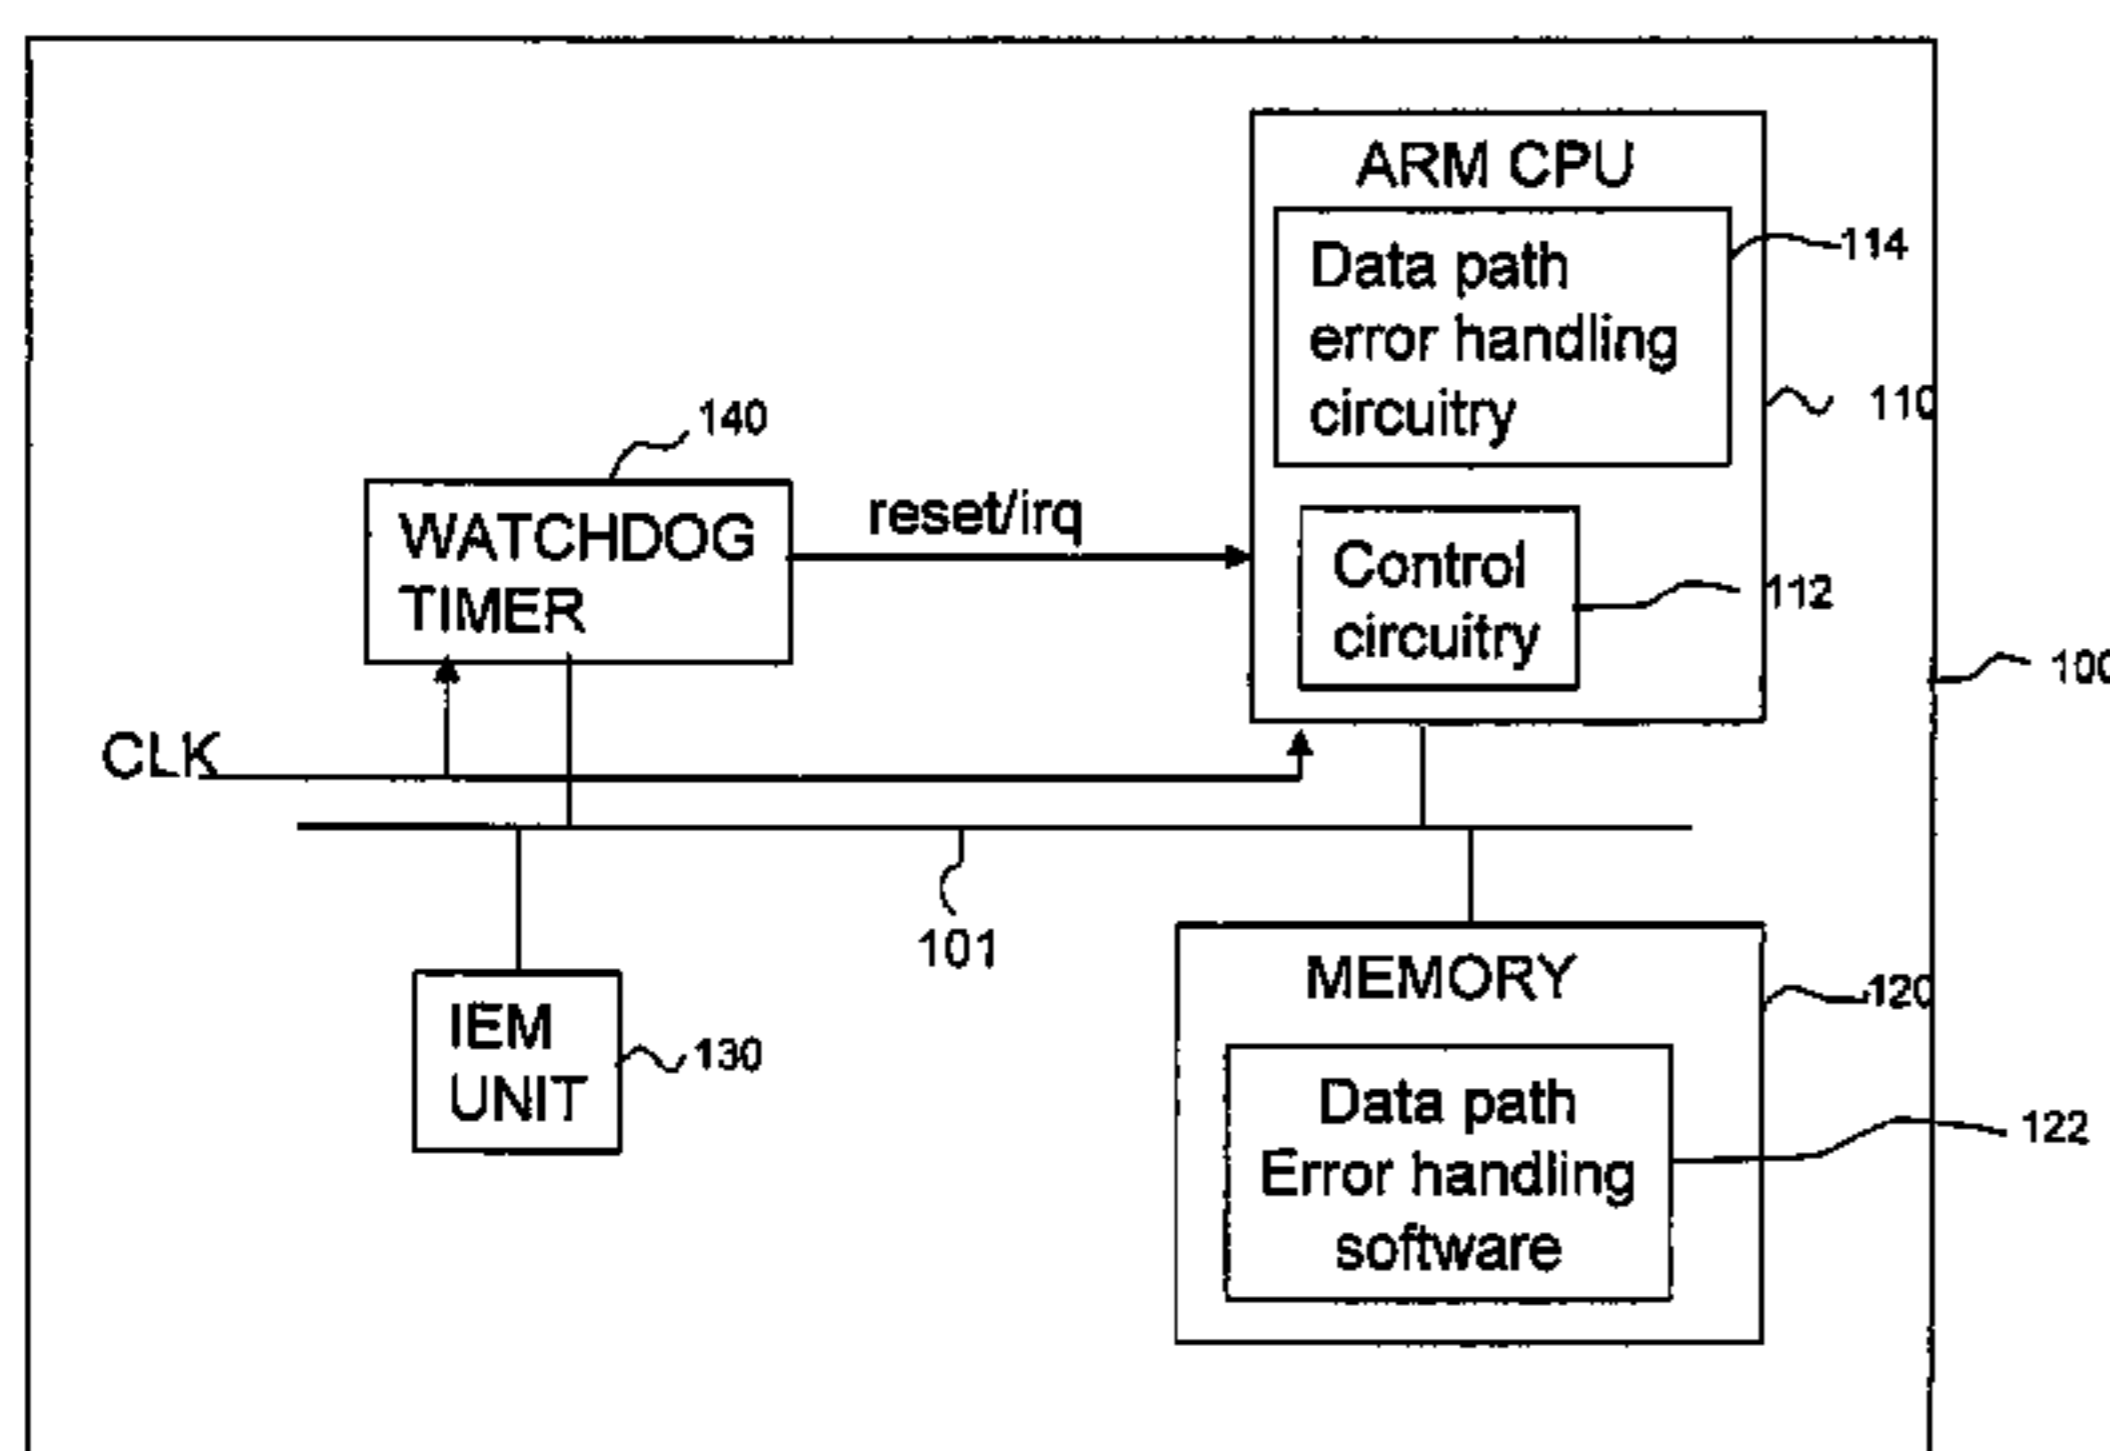 ARM CPU
Data path
error handling
circuitry
114
110
140
WATCHDOG
TIMER
reset/irq
Control
circuitry
112
100
CLK
101
IEM
UNIT
130
MEMORY
120
Data path
Error handling
software
122